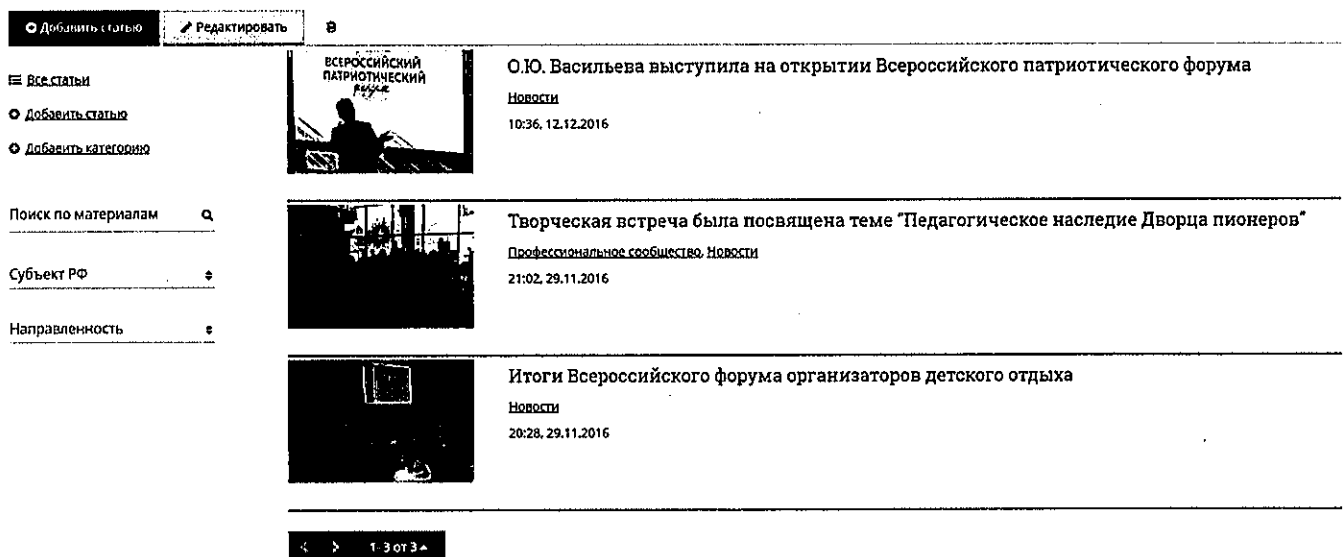 Добавить статью
Редактировать
Все статьи
Добавить статью
Добавить категорию
Поиск по материалам
Субъект РФ
Направленность
ВСЕРОССИЙСКИЙ
ПАТРИОТИЧЕСКИЙ
форум
О.Ю. Васильева выступила на открытии Всероссийского патриотического форума
Новости
10:36, 12.12.2016
Творческая встреча была посвящена теме "Педагогическое наследие Дворца пионеров"
Профессиональное сообщество, Новости
21:02, 29.11.2016
Итоги Всероссийского форума организаторов детского отдыха
Новости
20:28, 29.11.2016
1-3 от 3